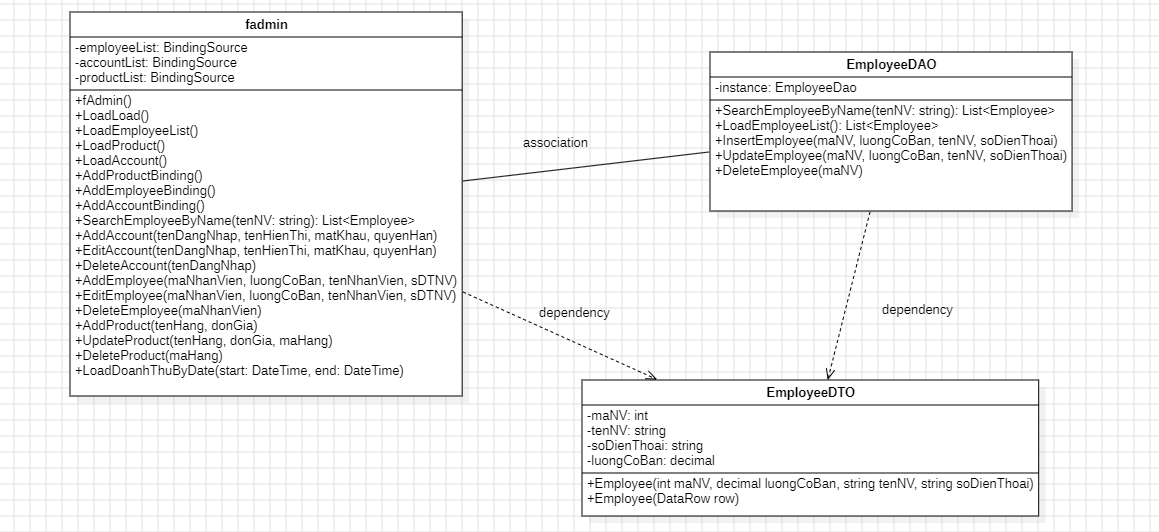 fadmin
-employeeList: BindingSource
-accountList: BindingSource
-productList: BindingSource
+fAdmin()
+LoadLoad()
+LoadEmployeeList()
+LoadProduct()
+LoadAccount()
+AddProductBinding()
+AddEmployeeBinding()
+AddAccountBinding()
+SearchEmployeeByName(tenNV: string): List<Employee>
+AddAccount(tenDangNhap, tenHienThi, matKhau, quyenHan)
+EditAccount(tenDangNhap, tenHienThi, matKhau, quyenHan)
+DeleteAccount(tenDangNhap)
+AddEmployee(maNhanVien, luongCoBan, tenNhanVien, sDTNV)
+EditEmployee(maNhanVien, luongCoBan, tenNhanVien, sDTNV)
+DeleteEmployee(maNhanVien)
+AddProduct(tenHang, donGia)
+UpdateProduct(tenHang, donGia, maHang)
+DeleteProduct(maHang)
+LoadDoanhThuByDate(start: DateTime, end: DateTime)
association
EmployeeDAO
-instance: EmployeeDao
+SearchEmployeeByName(tenNV: string): List<Employee>
+LoadEmployeeList(): List<Employee>
+InsertEmployee(maNV, luongCoBan, tenNV, soDienThoai)
+UpdateEmployee(maNV, luongCoBan, tenNV, soDienThoai)
+DeleteEmployee(maNV)
dependency
dependency
EmployeeDTO
-maNV: int
-tenNV: string
-soDienThoai: string
-luongCoBan: decimal
+Employee(int maNV, decimal luongCoBan, string tenNV, string soDienThoai)
+Employee(DataRow row)